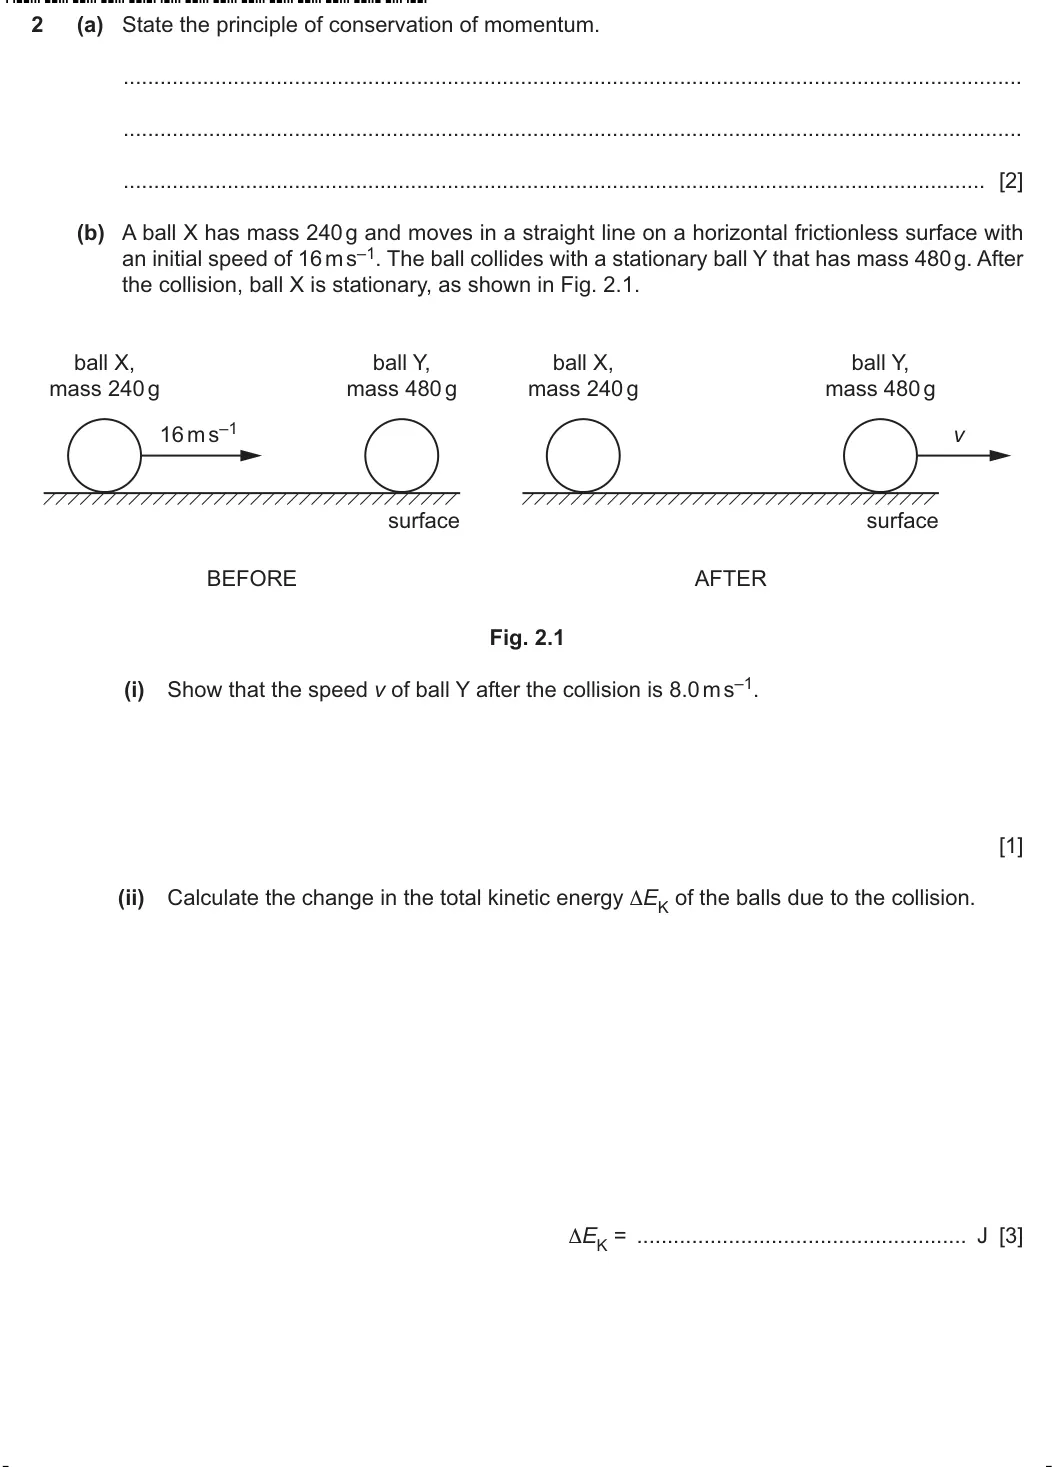 2 (a) State the principle of conservation of momentum.
..........................................................................................................................................................
..........................................................................................................................................................
.................................................................................................................................................... [2]
(b) A ball X has mass 240 g and moves in a straight line on a horizontal frictionless surface with
an initial speed of 16 m s⁻¹. The ball collides with a stationary ball Y that has mass 480 g. After
the collision, ball X is stationary, as shown in Fig. 2.1.
ball X, ball Y, ball X, ball Y,
mass 240 g mass 480 g mass 240 g mass 480 g
16 m s⁻¹ v
surface surface
BEFORE AFTER
Fig. 2.1
(i) Show that the speed v of ball Y after the collision is 8.0 m s⁻¹.
[1]
(ii) Calculate the change in the total kinetic energy ΔE_K of the balls due to the collision.
ΔE_K = ...................................................... J [3]